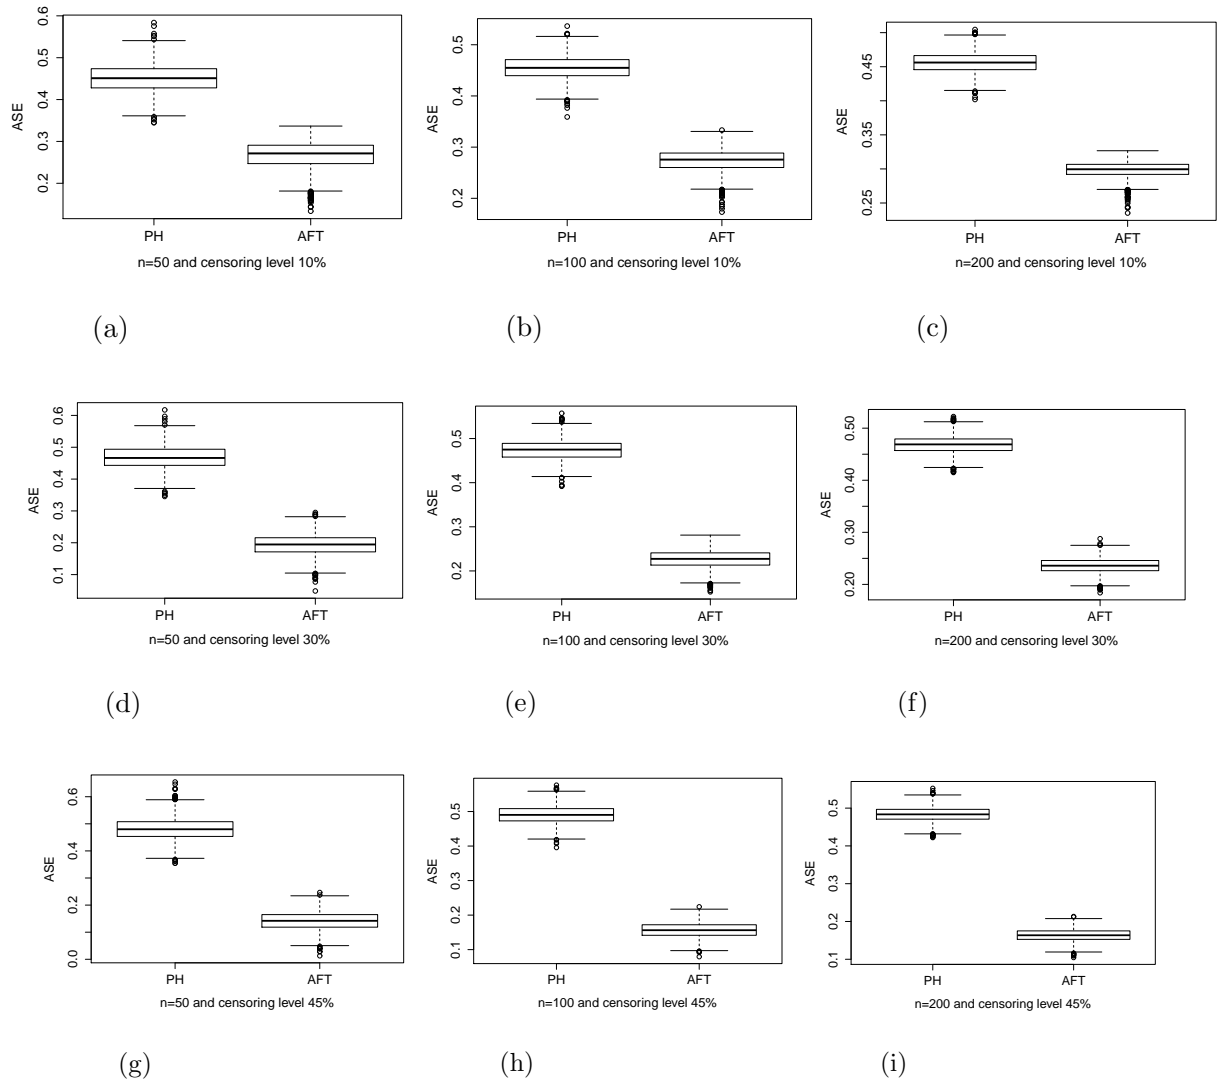 0.6
0.5
0.4
0.3
0.2
ASE
PH AFT
n=50 and censoring level 10%
(a)
0.5
0.4
0.3
0.2
ASE
PH AFT
n=100 and censoring level 10%
(b)
0.45
0.35
0.25
ASE
PH AFT
n=200 and censoring level 10%
(c)
0.6
0.5
0.4
0.3
0.2
0.1
ASE
PH AFT
n=50 and censoring level 30%
(d)
0.5
0.4
0.3
0.2
ASE
PH AFT
n=100 and censoring level 30%
(e)
0.50
0.40
0.30
0.20
ASE
PH AFT
n=200 and censoring level 30%
(f)
0.6
0.4
0.2
0.0
ASE
PH AFT
n=50 and censoring level 45%
(g)
0.5
0.4
0.3
0.2
0.1
ASE
PH AFT
n=100 and censoring level 45%
(h)
0.5
0.4
0.3
0.2
0.1
ASE
PH AFT
n=200 and censoring level 45%
(i)